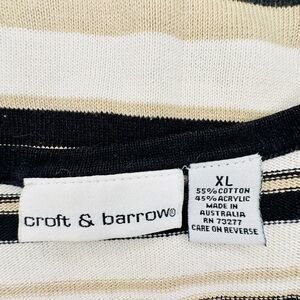 croft & barrow®
XL
55% COTTON
45% ACRYLIC
MADE IN
AUSTRALIA
RN 73277
CARE ON REVERSE